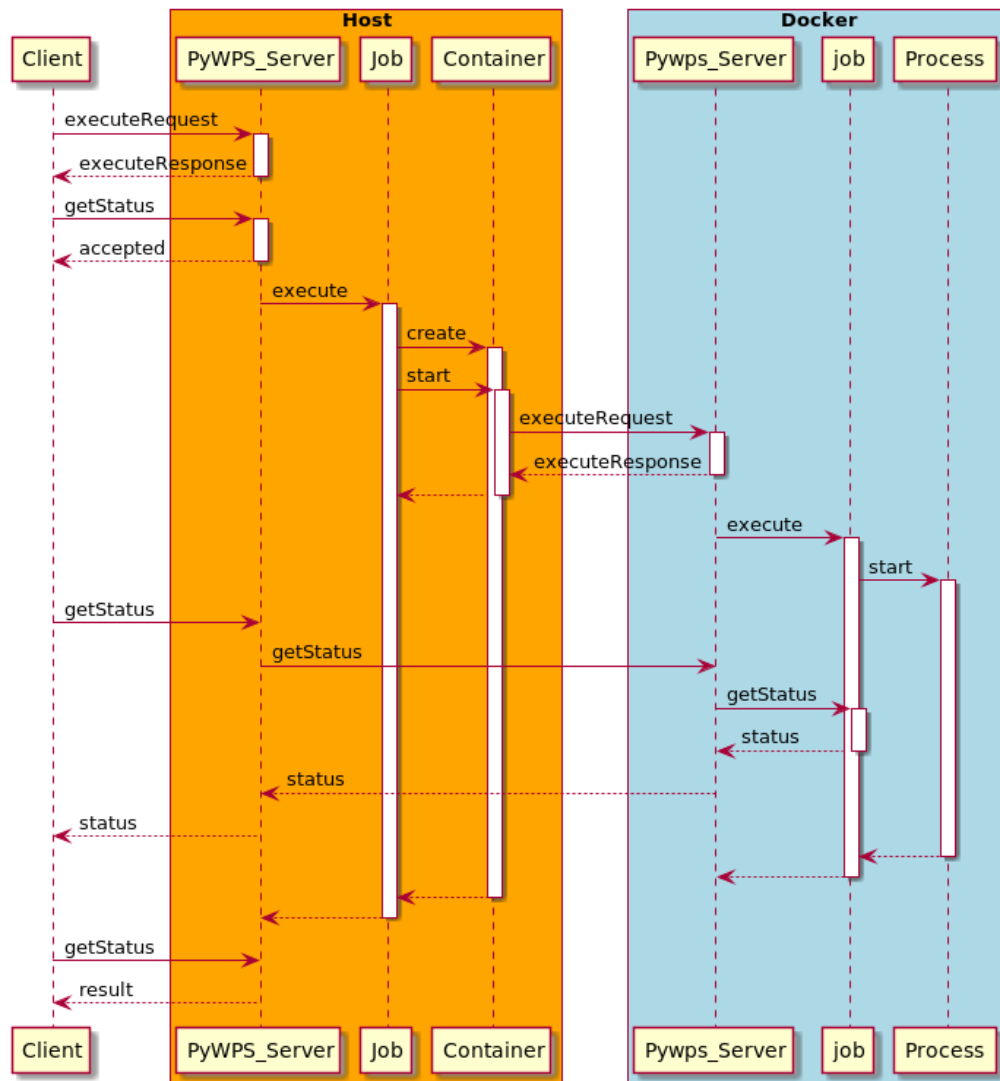 Host
Docker
Client
PyWPS_Server
Job
Container
Pywps_Server
job
Process
executeRequest
executeResponse
getStatus
accepted
execute
create
start
executeRequest
executeResponse
execute
start
getStatus
getStatus
getStatus
status
status
status
getStatus
result
Client
PyWPS_Server
Job
Container
Pywps_Server
job
Process